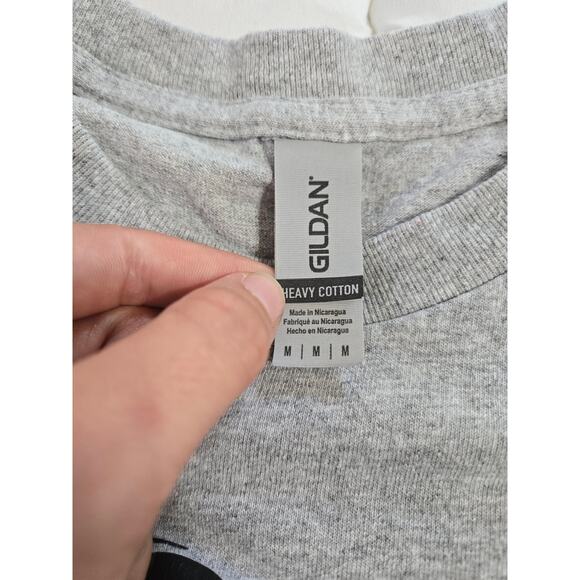 GILDAN®
HEAVY COTTON
Made in Nicaragua
Fabriqué au Nicaragua
Hecho en Nicaragua
M | M | M